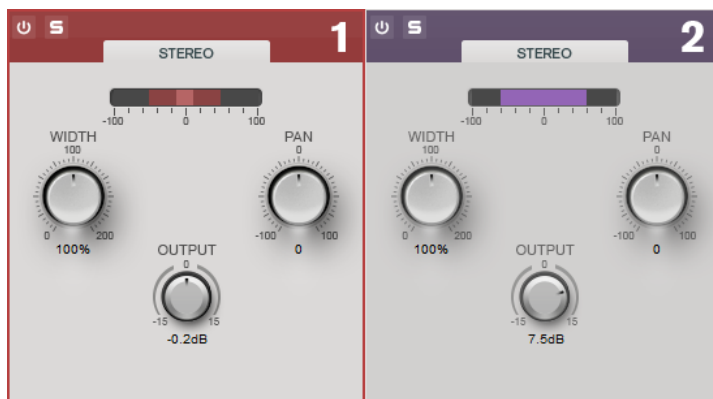 S 1
STEREO
-100 0 100
WIDTH PAN
100 0
0 200 -100 100
100% 0
OUTPUT
0
-15 15
-0.2dB
S 2
STEREO
-100 0 100
WIDTH PAN
100 0
0 200 -100 100
100% 0
OUTPUT
0
-15 15
7.5dB